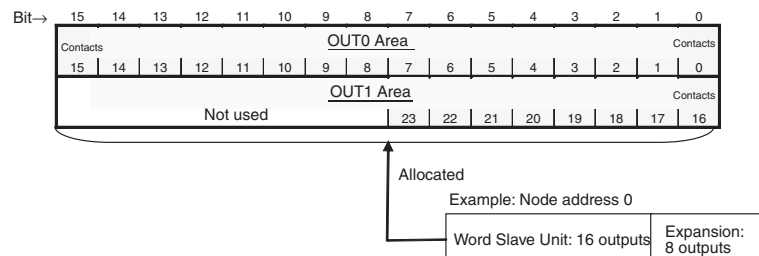 Bit→ 15 14 13 12 11 10 9 8 7 6 5 4 3 2 1 0
Contacts OUT0 Area Contacts
15 14 13 12 11 10 9 8 7 6 5 4 3 2 1 0
OUT1 Area Contacts
Not used 23 22 21 20 19 18 17 16
Allocated
Example: Node address 0
Word Slave Unit: 16 outputs Expansion:
8 outputs